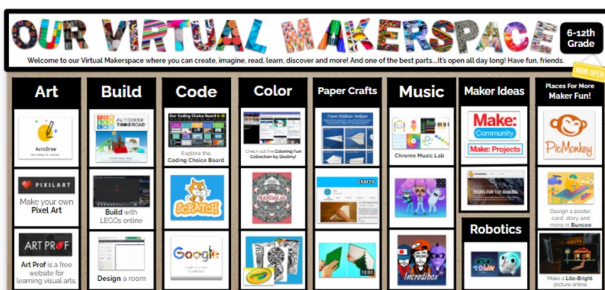 OUR VIRTUAL MAKERSPACE
6-12th
Grade
Welcome to our Virtual Makerspace where you can create, imagine, read, learn, discover and more! And one of the best parts....It's open all day long! Have fun, friends.
NOW OPEN
Art
Build
Code
Color
Paper Crafts
Music
Maker Ideas
Places For More
Maker Fun!
AutoDraw
AUTODESK
TINKERCAD
Our Coding Choice Board
Explore the
Coding Choice Board
Check out the Coloring Fun
Collection by Destiny!
Chrome Music Lab
Make:
Community
Make: Projects
PicMonkey
PIXILART
Make your own
Pixel Art
Build with
LEGOs online
SCRATCH
MANDALAS
CRAFTS
Design a poster,
card, story and
more in Buncee
Robotics
ART PROF
Art Prof is a free
website for
learning visual arts.
Design a room
Google
Crayola
Incredibox
Make a Lite-Bright
picture online